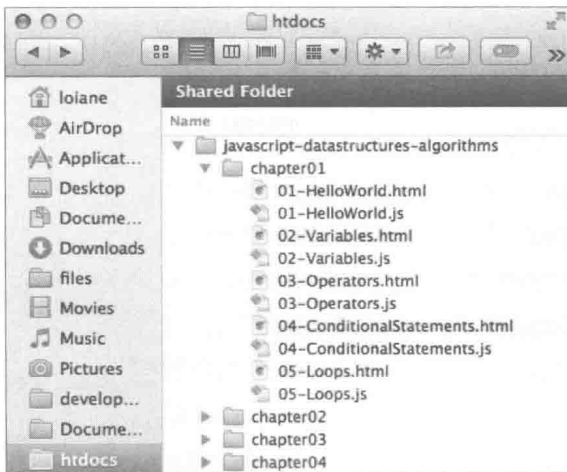 htdocs
loiane
AirDrop
Applicat...
Desktop
Docume...
Downloads
files
Movies
Music
Pictures
develop...
Docume...
htdocs
Shared Folder
Name
javascript-datastructures-algorithms
chapter01
01-HelloWorld.html
01-HelloWorld.js
02-Variables.html
02-Variables.js
03-Operators.html
03-Operators.js
04-ConditionalStatements.html
04-ConditionalStatements.js
05-Loops.html
05-Loops.js
chapter02
chapter03
chapter04